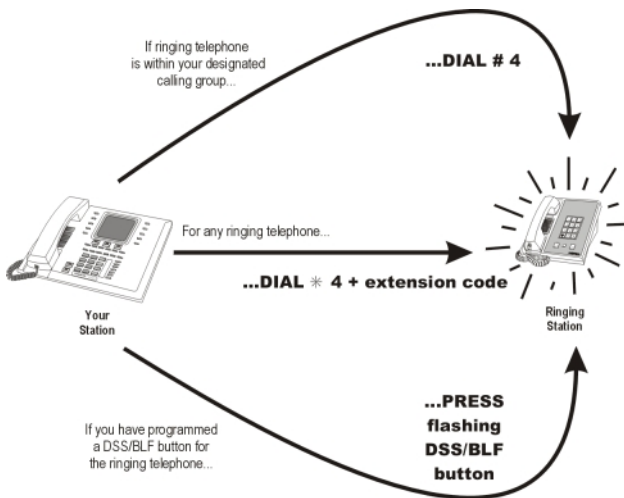 If ringing telephone
is within your designated
calling group...
...DIAL # 4
For any ringing telephone...
...DIAL ✳ 4 + extension code
Your
Station
Ringing
Station
If you have programmed
a DSS/BLF button for
the ringing telephone...
...PRESS
flashing
DSS/BLF
button